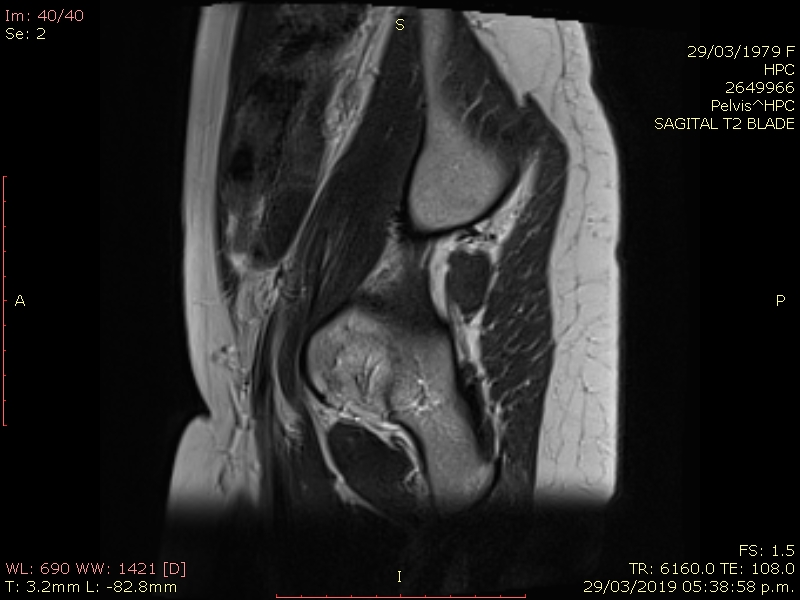 Im: 40/40
Se: 2
S
29/03/1979 F
HPC
2649966
Pelvis^HPC
SAGITAL T2 BLADE
A
P
WL: 690 WW: 1421 [D]
T: 3.2mm L: -82.8mm
I
FS: 1.5
TR: 6160.0 TE: 108.0
29/03/2019 05:38:58 p.m.